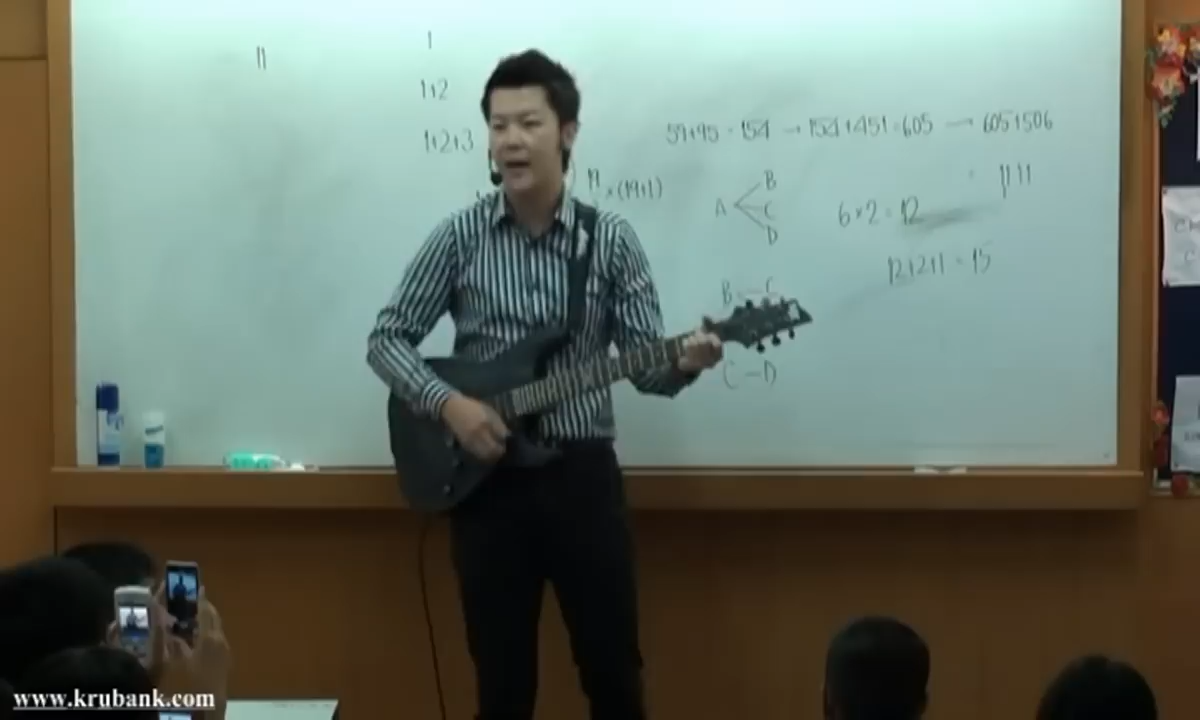 11
1
1+2
1+2+3
59+95 = 154 → 154+451 = 605 → 605+506
1111
19
×(19+1)
A
B
C
D
6×2 = 12
12+2+1 = 15
B — C
C — D
www.krubank.com